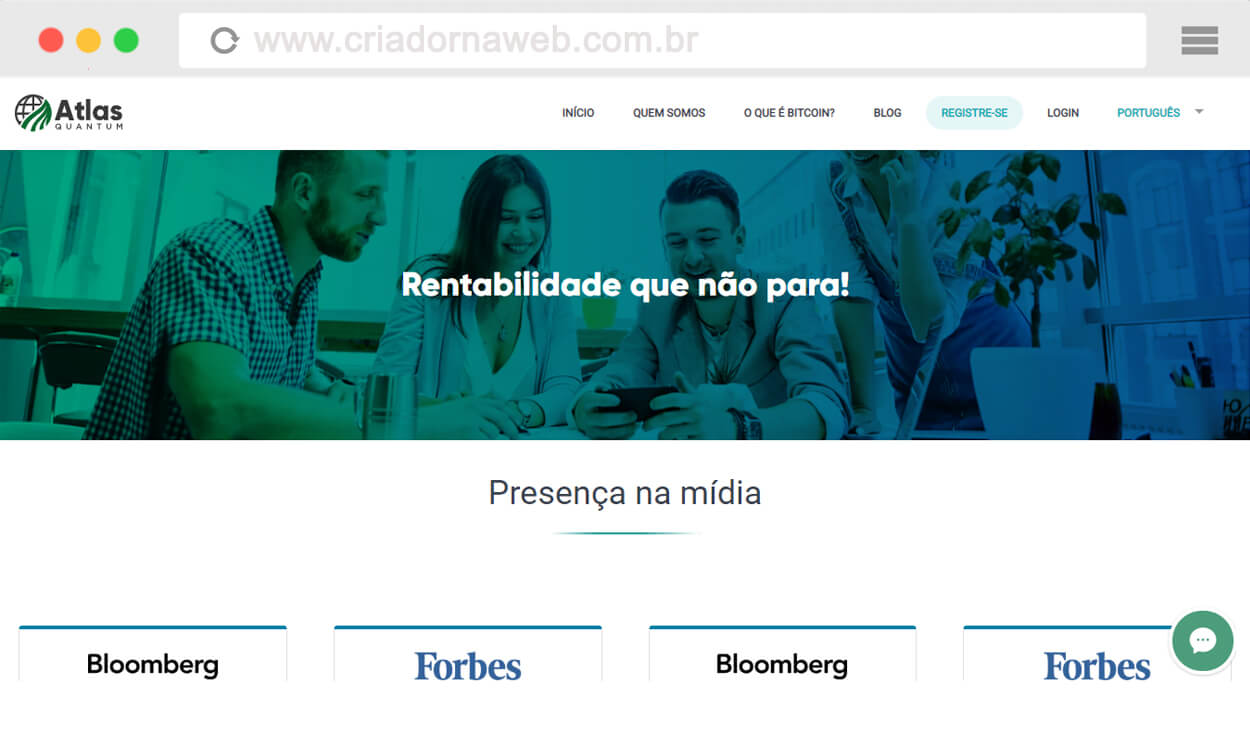 www.criadornaweb.com.br
Atlas
QUANTUM
INÍCIO QUEM SOMOS O QUE É BITCOIN? BLOG REGISTRE-SE LOGIN PORTUGUÊS
Rentabilidade que não para!
Presença na mídia
Bloomberg Forbes Bloomberg Forbes